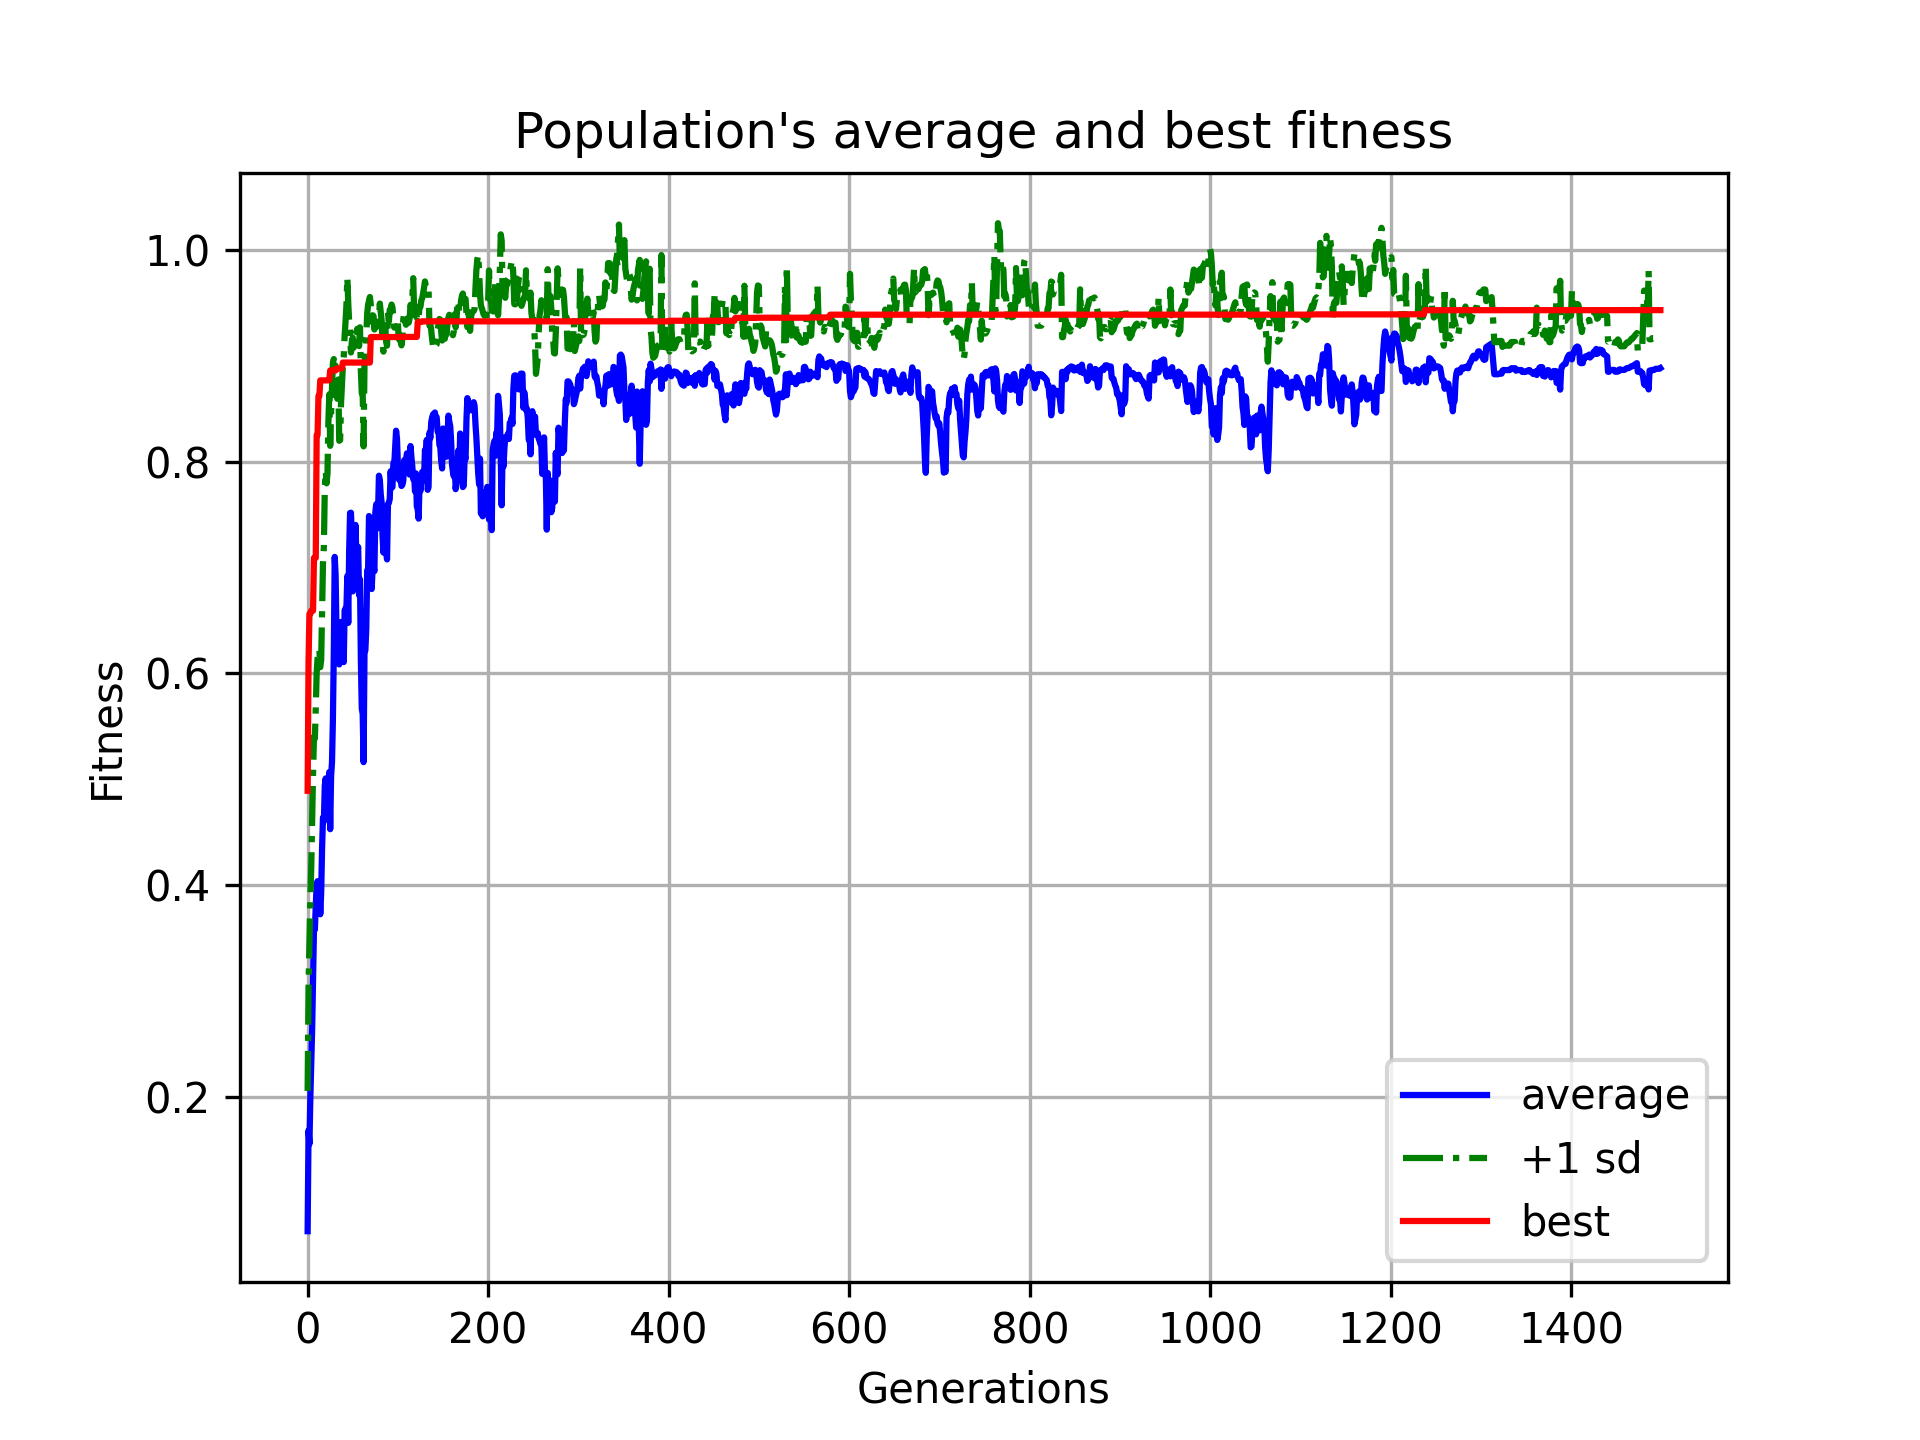 Population's average and best fitness
Fitness
1.0
0.8
0.6
0.4
0.2
0 200 400 600 800 1000 1200 1400
Generations
average
+1 sd
best